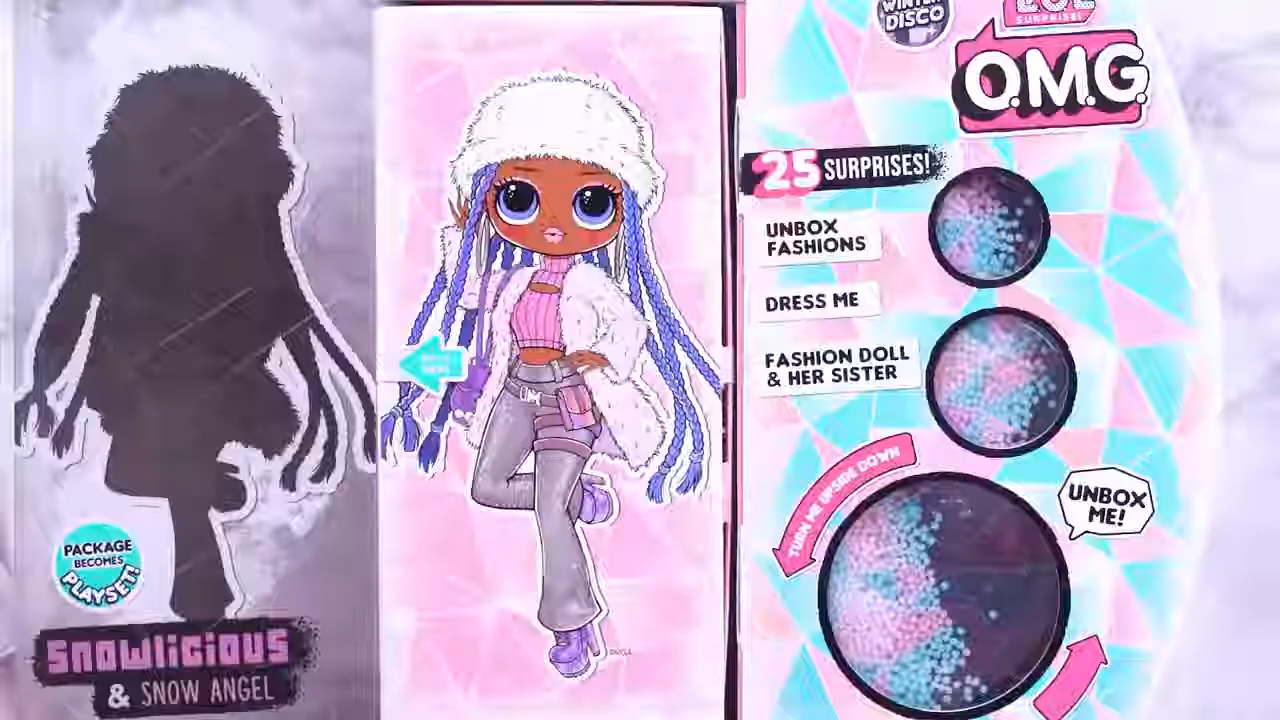 PACKAGE
BECOMES
PLAYSET!
SNOWLICIOUS
& SNOW ANGEL
WINTER
DISCO
SURPRISE!
O.M.G.
25 SURPRISES!
UNBOX
FASHIONS
DRESS ME
FASHION DOLL
& HER SISTER
TURN ME UPSIDE DOWN
UNBOX
ME!